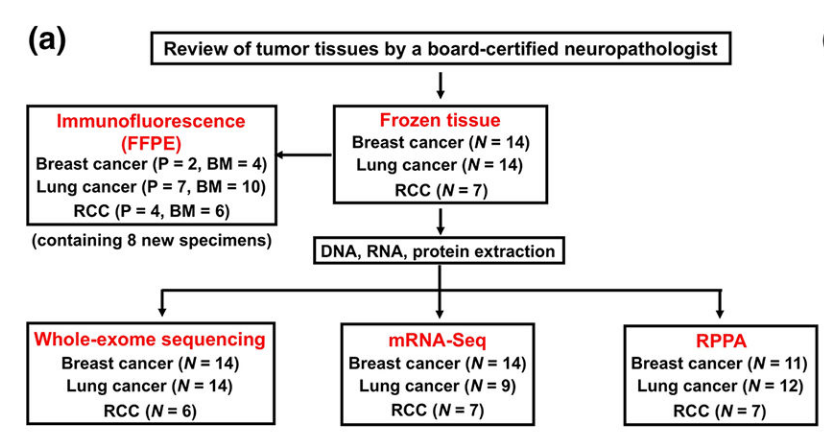 (a)
Review of tumor tissues by a board-certified neuropathologist
Immunofluorescence
(FFPE)
Breast cancer (P = 2, BM = 4)
Lung cancer (P = 7, BM = 10)
RCC (P = 4, BM = 6)
(containing 8 new specimens)
Frozen tissue
Breast cancer (N = 14)
Lung cancer (N = 14)
RCC (N = 7)
DNA, RNA, protein extraction
Whole-exome sequencing
Breast cancer (N = 14)
Lung cancer (N = 14)
RCC (N = 6)
mRNA-Seq
Breast cancer (N = 14)
Lung cancer (N = 9)
RCC (N = 7)
RPPA
Breast cancer (N = 11)
Lung cancer (N = 12)
RCC (N = 7)